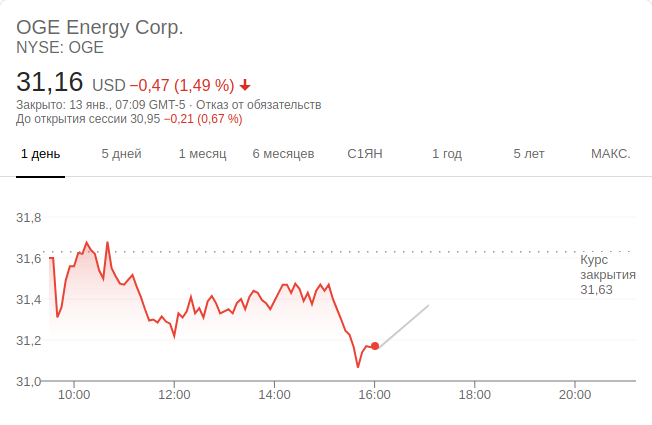 OGE Energy Corp.
NYSE: OGE
31,16 USD −0,47 (1,49 %)
Закрыто: 13 янв., 07:09 GMT-5 · Отказ от обязательств
До открытия сессии 30,95 −0,21 (0,67 %)
1 день 5 дней 1 месяц 6 месяцев С1ЯН 1 год 5 лет МАКС.
31,8
31,6
31,4
31,2
31,0
Курс
закрытия
31,63
10:00 12:00 14:00 16:00 18:00 20:00